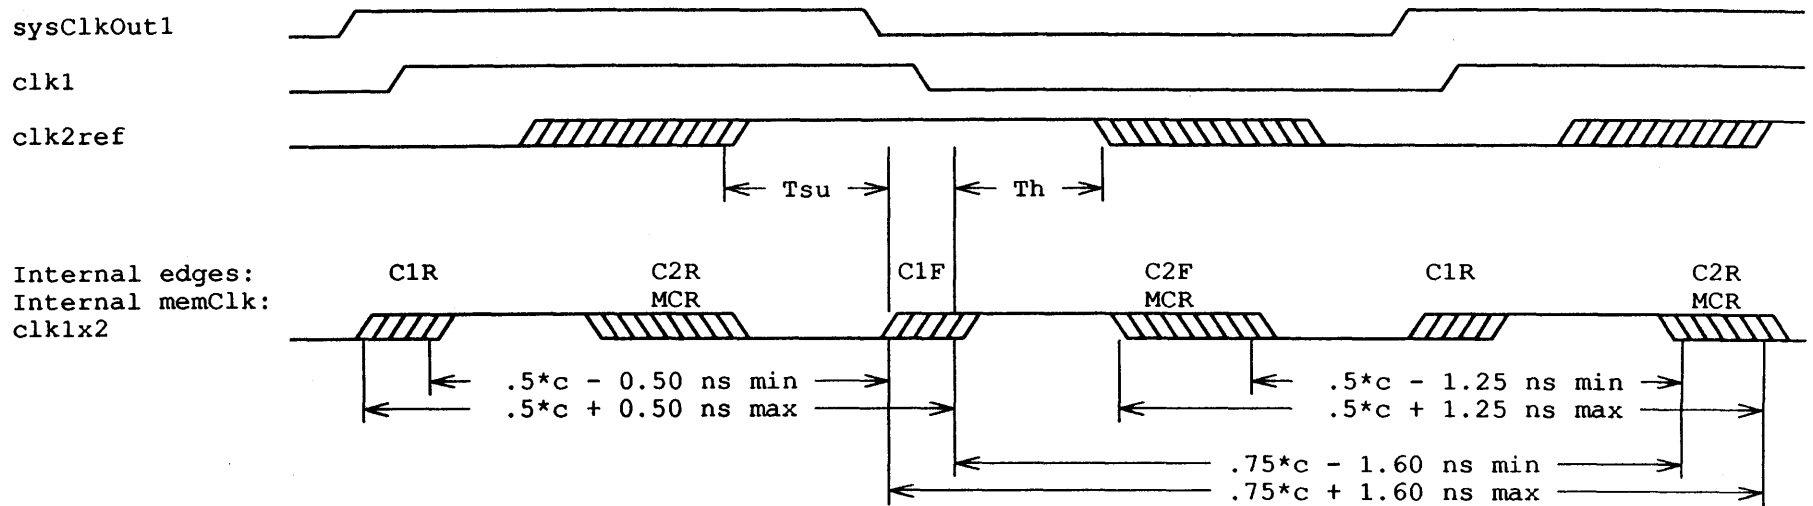 sysClkOut1
clk1
clk2ref
Tsu Th
Internal edges: C1R C2R C1F C2F C1R C2R
Internal memClk: MCR MCR MCR
clk1x2
.5*c - 0.50 ns min .5*c - 1.25 ns min
.5*c + 0.50 ns max .5*c + 1.25 ns max
.75*c - 1.60 ns min
.75*c + 1.60 ns max